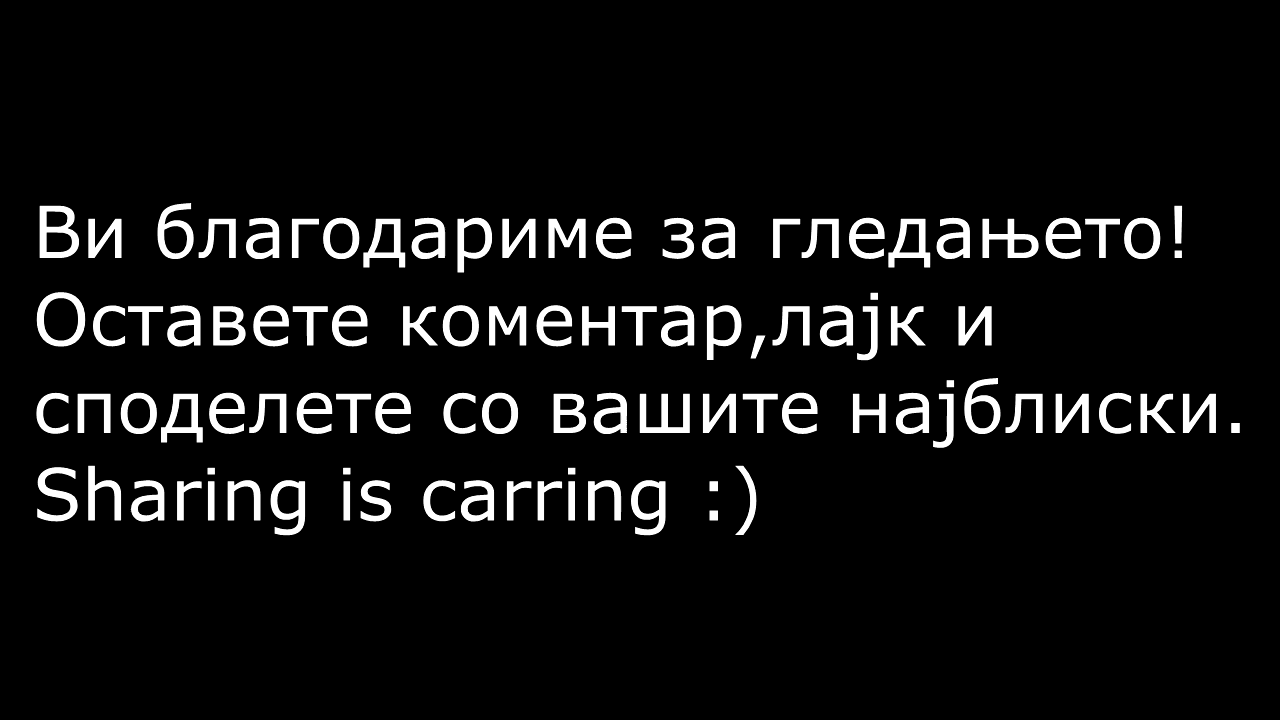 Ви благодариме за гледањето!
Оставете коментар,лајк и
споделете со вашите најблиски.
Sharing is carring :)